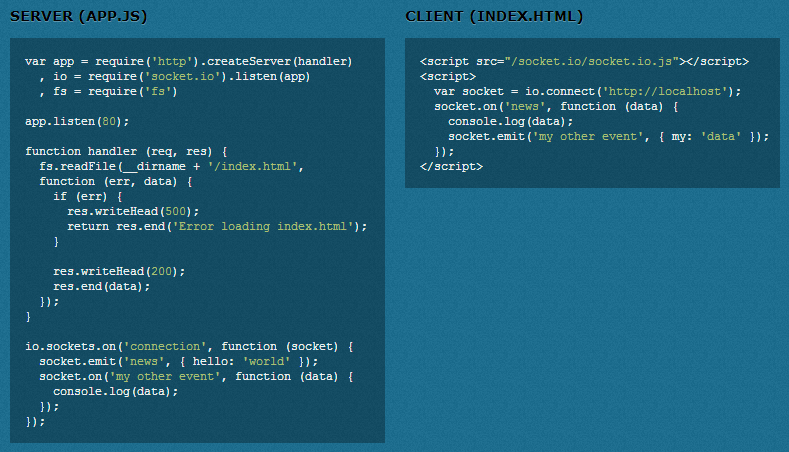 SERVER (APP.JS)
var app = require('http').createServer(handler)
  , io = require('socket.io').listen(app)
  , fs = require('fs')

app.listen(80);

function handler (req, res) {
  fs.readFile(__dirname + '/index.html',
  function (err, data) {
    if (err) {
      res.writeHead(500);
      return res.end('Error loading index.html');
    }

    res.writeHead(200);
    res.end(data);
  });
}

io.sockets.on('connection', function (socket) {
  socket.emit('news', { hello: 'world' });
  socket.on('my other event', function (data) {
    console.log(data);
  });
});
CLIENT (INDEX.HTML)
<script src="/socket.io/socket.io.js"></script>
<script>
  var socket = io.connect('http://localhost');
  socket.on('news', function (data) {
    console.log(data);
    socket.emit('my other event', { my: 'data' });
  });
</script>